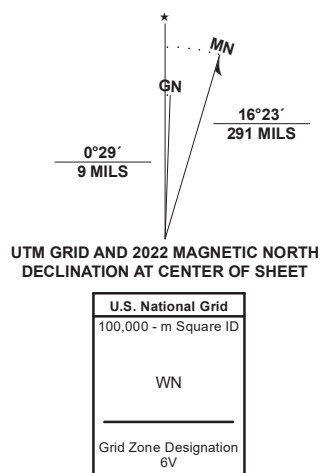 ★
MN
GN
16°23´
291 MILS
0°29´
9 MILS
UTM GRID AND 2022 MAGNETIC NORTH
DECLINATION AT CENTER OF SHEET
U.S. National Grid
100,000 - m Square ID
WN
Grid Zone Designation
6V